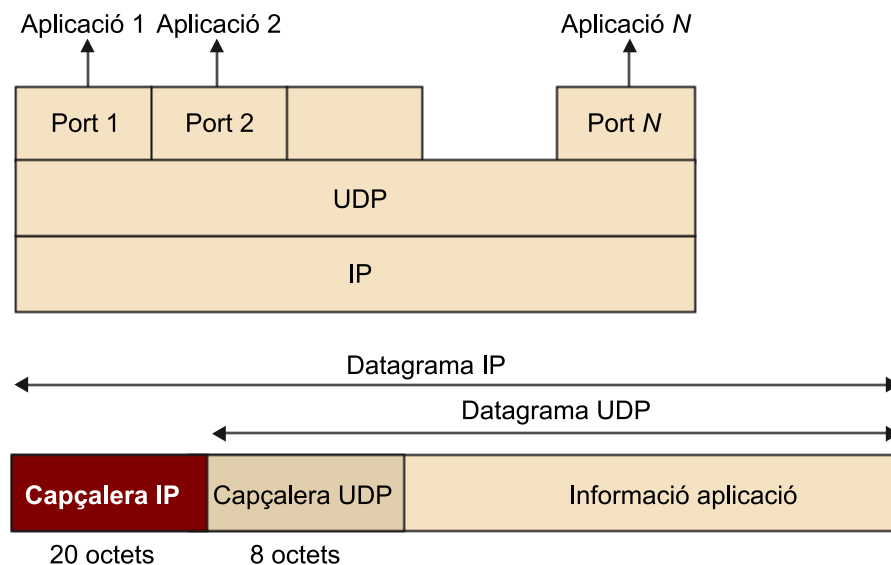 Aplicació 1 Aplicació 2 Aplicació N
Port 1 Port 2 Port N
UDP
IP
Datagrama IP
Datagrama UDP
Capçalera IP Capçalera UDP Informació aplicació
20 octets 8 octets